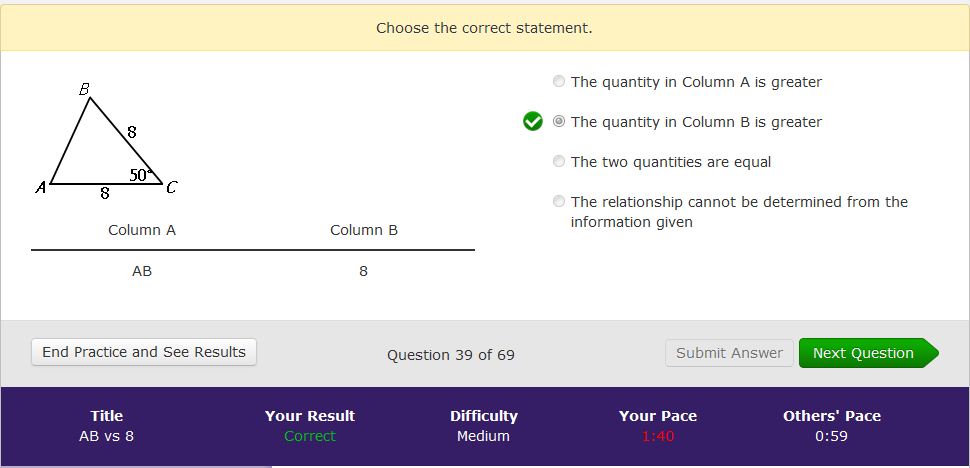 Choose the correct statement.
B
8
50°
A
8
C
Column A Column B
AB 8
The quantity in Column A is greater
The quantity in Column B is greater
The two quantities are equal
The relationship cannot be determined from the
information given
End Practice and See Results Question 39 of 69 Submit Answer Next Question
Title Your Result Difficulty Your Pace Others' Pace
AB vs 8 Correct Medium 1:40 0:59